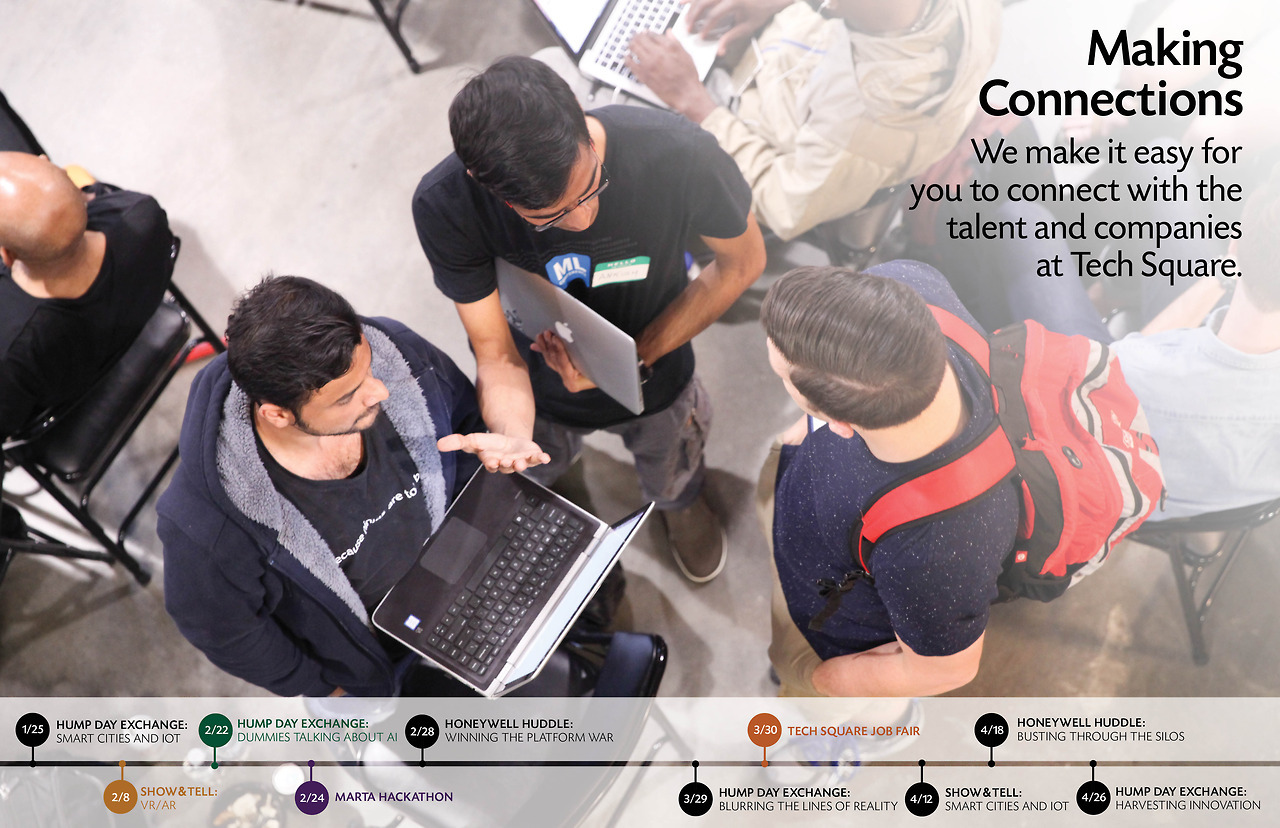 Making
Connections
We make it easy for
you to connect with the
talent and companies
at Tech Square.
ML
HELLO
ecause
are
to
1/25
HUMP DAY EXCHANGE:
SMART CITIES AND IOT
2/22
HUMP DAY EXCHANGE:
DUMMIES TALKING ABOUT AI
2/28
HONEYWELL HUDDLE:
WINNING THE PLATFORM WAR
3/30
TECH SQUARE JOB FAIR
4/18
HONEYWELL HUDDLE:
BUSTING THROUGH THE SILOS
2/8
SHOW&TELL:
VR/AR
2/24
MARTA HACKATHON
3/29
HUMP DAY EXCHANGE:
BLURRING THE LINES OF REALITY
4/12
SHOW&TELL:
SMART CITIES AND IOT
4/26
HUMP DAY EXCHANGE:
HARVESTING INNOVATION